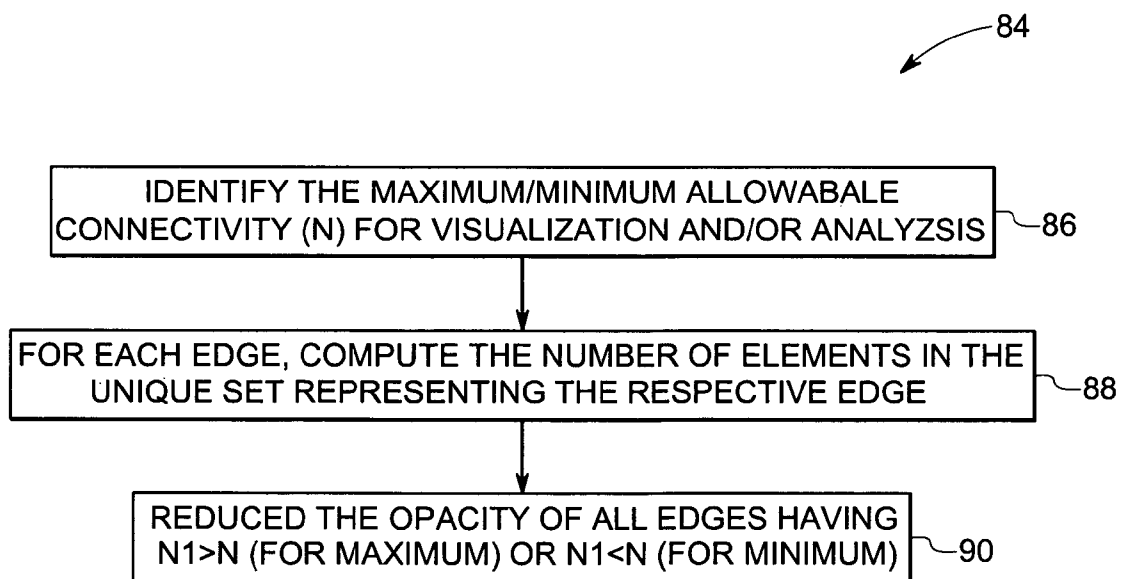 84
IDENTIFY THE MAXIMUM/MINIMUM ALLOWABALE
CONNECTIVITY (N) FOR VISUALIZATION AND/OR ANALYZSIS
86
FOR EACH EDGE, COMPUTE THE NUMBER OF ELEMENTS IN THE
UNIQUE SET REPRESENTING THE RESPECTIVE EDGE
88
REDUCED THE OPACITY OF ALL EDGES HAVING
N1>N (FOR MAXIMUM) OR N1<N (FOR MINIMUM)
90